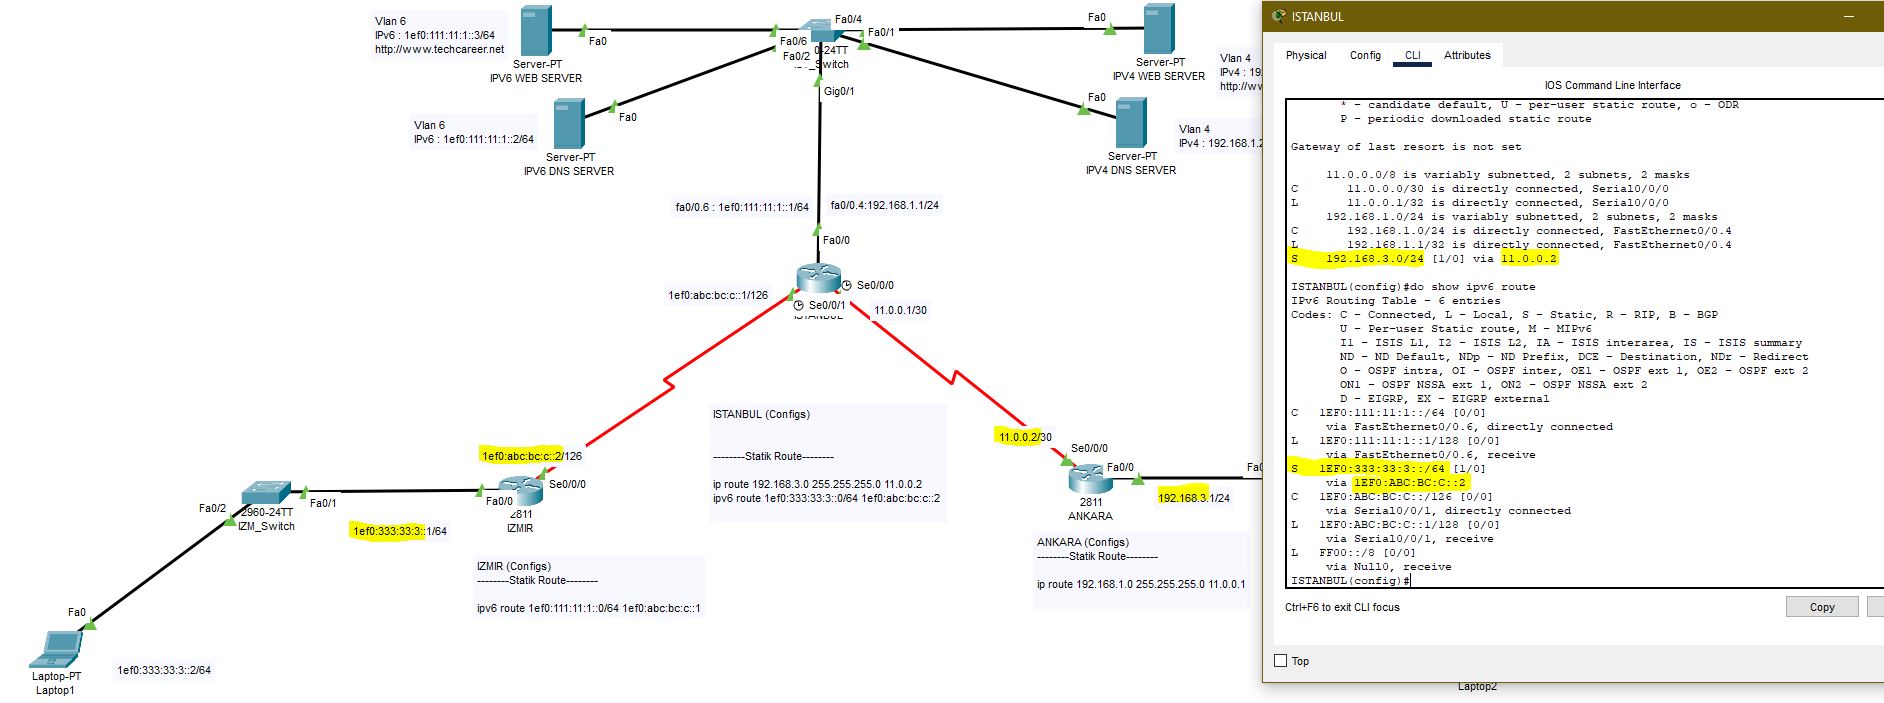 Vlan 6
IPv6 : 1ef0:111:11:1::3/64
http://www.techcareer.net
Fa0
Server-PT
IPV6 WEB SERVER
Fa0/4
Fa0/6
Fa0/1
Fa0/2
0-24TT
Switch
Gig0/1
Fa0
Server-PT
IPV4 WEB SERVER
Vlan 4
IPv4 : 19
http://w
Vlan 6
IPv6 : 1ef0:111:11:1::2/64
Fa0
Server-PT
IPV6 DNS SERVER
Fa0
Vlan 4
IPv4 : 192.168.1.2
Server-PT
IPV4 DNS SERVER
fa0/0.6 : 1ef0:111:11:1::1/64
fa0/0.4:192.168.1.1/24
Fa0/0
1ef0:abc:bc:c::1/126
Se0/0/0
Se0/0/1
ISTANBUL
11.0.0.1/30
ISTANBUL (Configs)
--------Statik Route--------
ip route 192.168.3.0 255.255.255.0 11.0.0.2
ipv6 route 1ef0:333:33:3::0/64 1ef0:abc:bc:c::2
1ef0:abc:bc:c::2/126
Se0/0/0
Fa0/0
2811
IZMIR
Fa0/2
Fa0/1
2960-24TT
IZM_Switch
1ef0:333:33:3::1/64
IZMIR (Configs)
--------Statik Route--------
ipv6 route 1ef0:111:11:1::0/64 1ef0:abc:bc:c::1
Fa0
Laptop-PT
Laptop1
1ef0:333:33:3::2/64
11.0.0.2/30
Se0/0/0
Fa0/0
Fa0
2811
ANKARA
192.168.3.1/24
ANKARA (Configs)
--------Statik Route--------
ip route 192.168.1.0 255.255.255.0 11.0.0.1
Laptop2
ISTANBUL
Physical Config CLI Attributes
IOS Command Line Interface
* - candidate default, U - per-user static route, o - ODR
P - periodic downloaded static route
Gateway of last resort is not set
11.0.0.0/8 is variably subnetted, 2 subnets, 2 masks
C 11.0.0.0/30 is directly connected, Serial0/0/0
L 11.0.0.1/32 is directly connected, Serial0/0/0
192.168.1.0/24 is variably subnetted, 2 subnets, 2 masks
C 192.168.1.0/24 is directly connected, FastEthernet0/0.4
L 192.168.1.1/32 is directly connected, FastEthernet0/0.4
S 192.168.3.0/24 [1/0] via 11.0.0.2
ISTANBUL(config)#do show ipv6 route
IPv6 Routing Table - 6 entries
Codes: C - Connected, L - Local, S - Static, R - RIP, B - BGP
U - Per-user Static route, M - MIPv6
I1 - ISIS L1, I2 - ISIS L2, IA - ISIS interarea, IS - ISIS summary
ND - ND Default, NDp - ND Prefix, DCE - Destination, NDr - Redirect
O - OSPF intra, OI - OSPF inter, OE1 - OSPF ext 1, OE2 - OSPF ext 2
ON1 - OSPF NSSA ext 1, ON2 - OSPF NSSA ext 2
D - EIGRP, EX - EIGRP external
C 1EF0:111:11:1::/64 [0/0]
via FastEthernet0/0.6, directly connected
L 1EF0:111:11:1::1/128 [0/0]
via FastEthernet0/0.6, receive
S 1EF0:333:33:3::/64 [1/0]
via 1EF0:ABC:BC:C::2
C 1EF0:ABC:BC:C::/126 [0/0]
via Serial0/0/1, directly connected
L 1EF0:ABC:BC:C::1/128 [0/0]
via Serial0/0/1, receive
L FF00::/8 [0/0]
via Null0, receive
ISTANBUL(config)#
Ctrl+F6 to exit CLI focus
Copy
Top